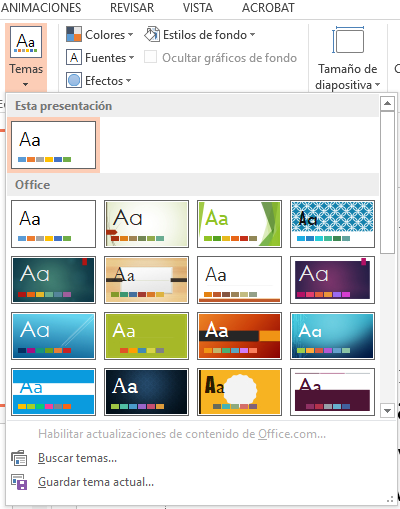 ANIMACIONES REVISAR VISTA ACROBAT
Aa
Temas
Colores
Fuentes
Efectos
Estilos de fondo
Ocultar gráficos de fondo
Tamaño de
diapositiva
Esta presentación
Aa
Office
Aa Aa Aa Aa
Aa Aa Aa Aa
Aa Aa Aa Aa
Aa Aa Aa Aa
Habilitar actualizaciones de contenido de Office.com...
Buscar temas...
Guardar tema actual...